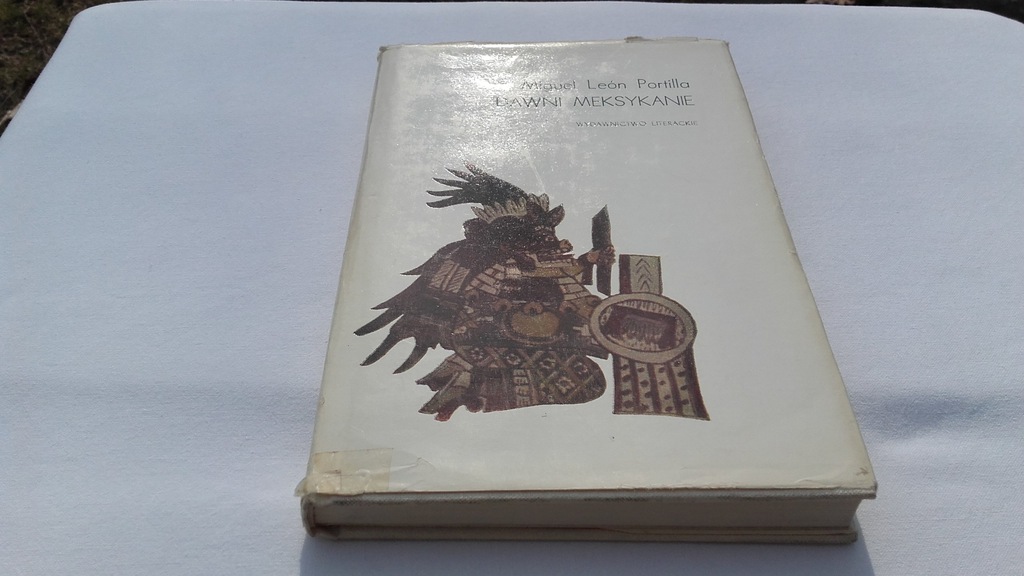 Miguel León Portilla
DAWNI MEKSYKANIE
WYDAWNICTWO LITERACKIE